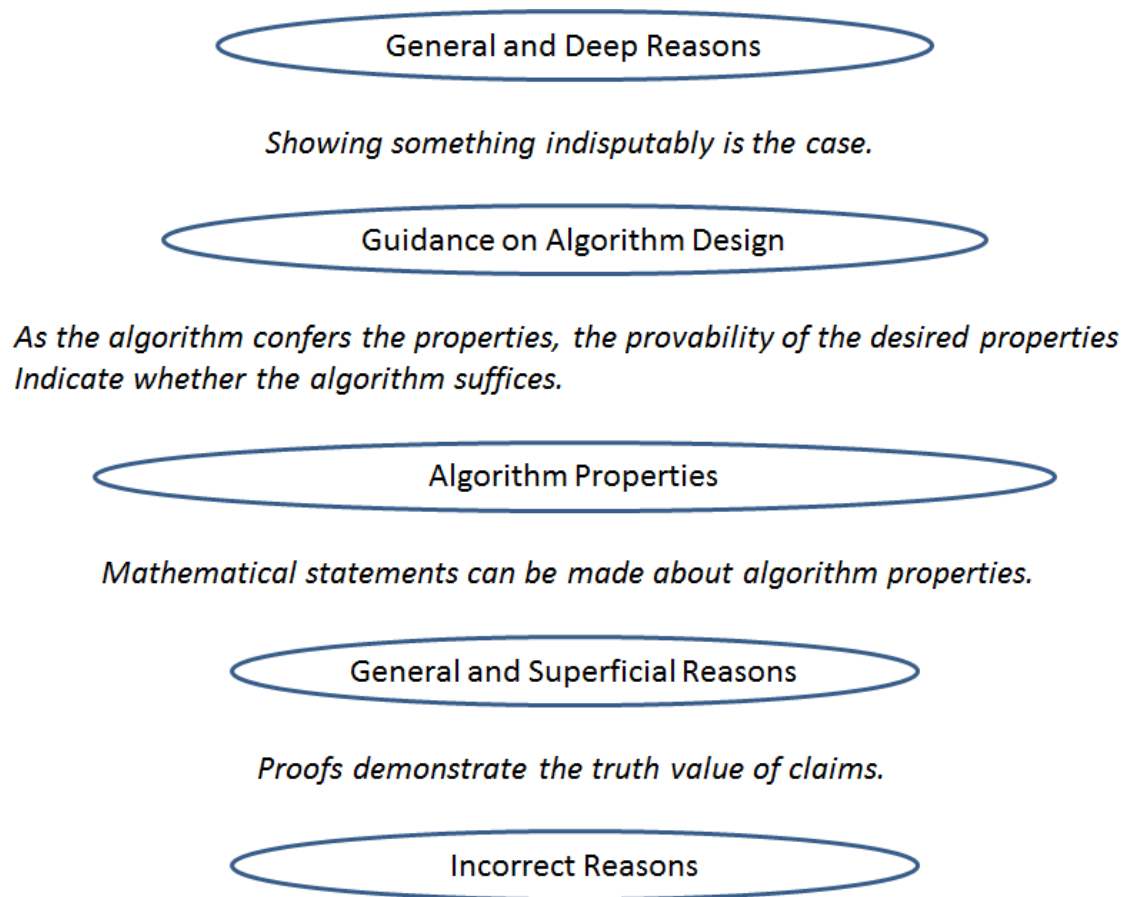 General and Deep Reasons
Showing something indisputably is the case.
Guidance on Algorithm Design
As the algorithm confers the properties, the provability of the desired properties
Indicate whether the algorithm suffices.
Algorithm Properties
Mathematical statements can be made about algorithm properties.
General and Superficial Reasons
Proofs demonstrate the truth value of claims.
Incorrect Reasons